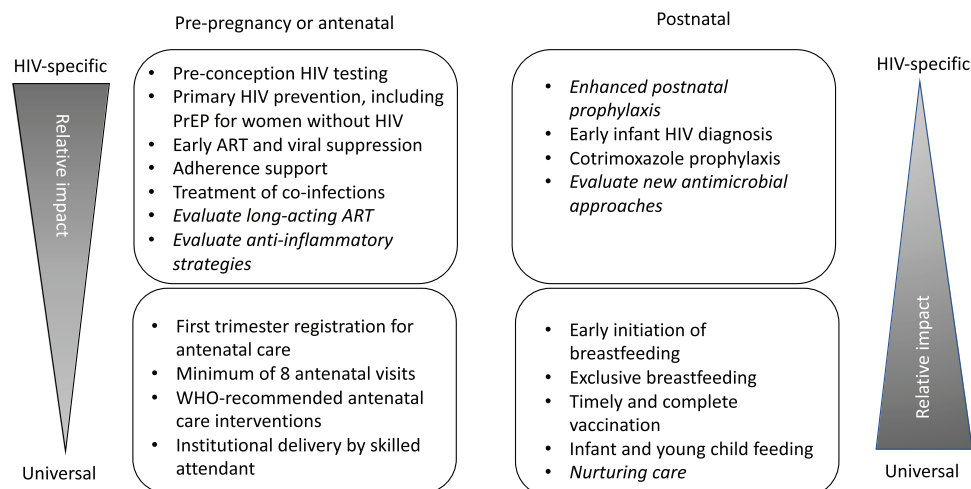 Pre-pregnancy or antenatal
Postnatal
HIV-specific
Relative impact
Universal
• Pre-conception HIV testing
• Primary HIV prevention, including
PrEP for women without HIV
• Early ART and viral suppression
• Adherence support
• Treatment of co-infections
• Evaluate long-acting ART
• Evaluate anti-inflammatory
strategies
• First trimester registration for
antenatal care
• Minimum of 8 antenatal visits
• WHO-recommended antenatal
care interventions
• Institutional delivery by skilled
attendant
• Enhanced postnatal
prophylaxis
• Early infant HIV diagnosis
• Cotrimoxazole prophylaxis
• Evaluate new antimicrobial
approaches
• Early initiation of
breastfeeding
• Exclusive breastfeeding
• Timely and complete
vaccination
• Infant and young child feeding
• Nurturing care
HIV-specific
Relative impact
Universal